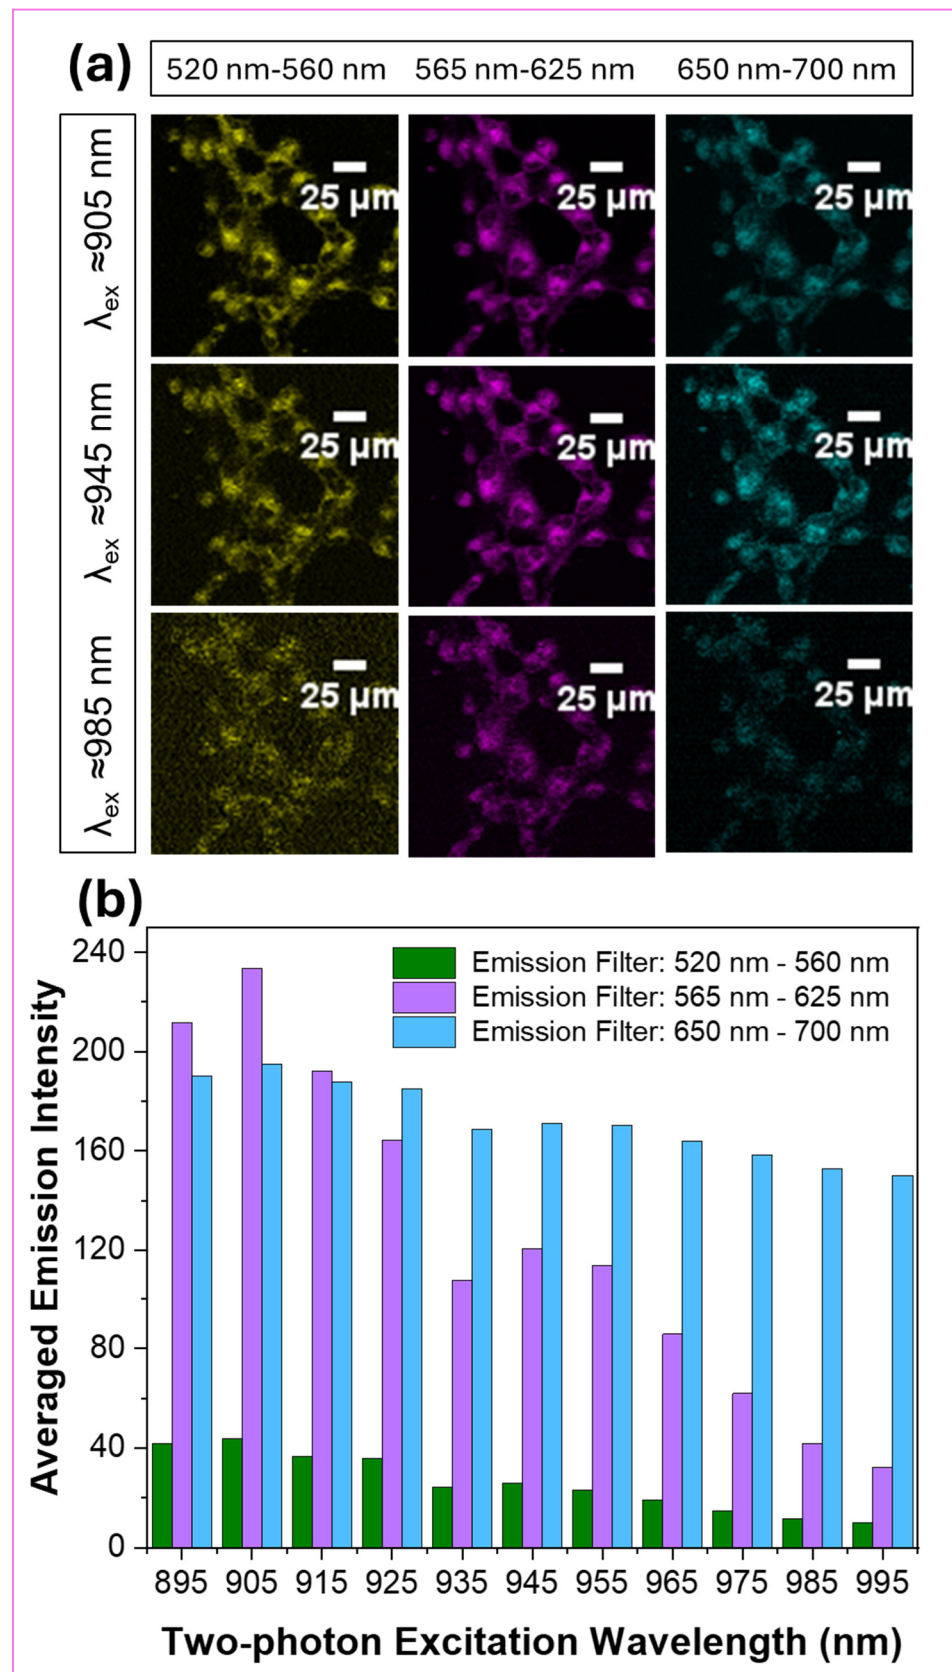 (a)
520 nm-560 nm 565 nm-625 nm 650 nm-700 nm
λex ≈905 nm
25 µm 25 µm 25 µm
λex ≈945 nm
25 µm 25 µm 25 µm
λex ≈985 nm
25 µm 25 µm 25 µm
(b)
Averaged Emission Intensity
240
200
160
120
80
40
0
Emission Filter: 520 nm - 560 nm
Emission Filter: 565 nm - 625 nm
Emission Filter: 650 nm - 700 nm
895 905 915 925 935 945 955 965 975 985 995
Two-photon Excitation Wavelength (nm)